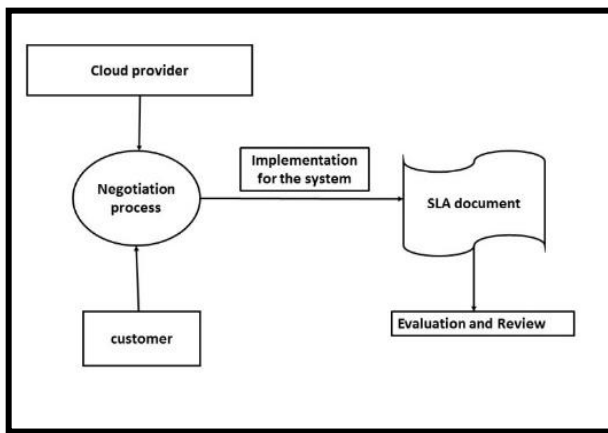 Cloud provider
Negotiation
process
Implementation
for the system
SLA document
customer
Evaluation and Review